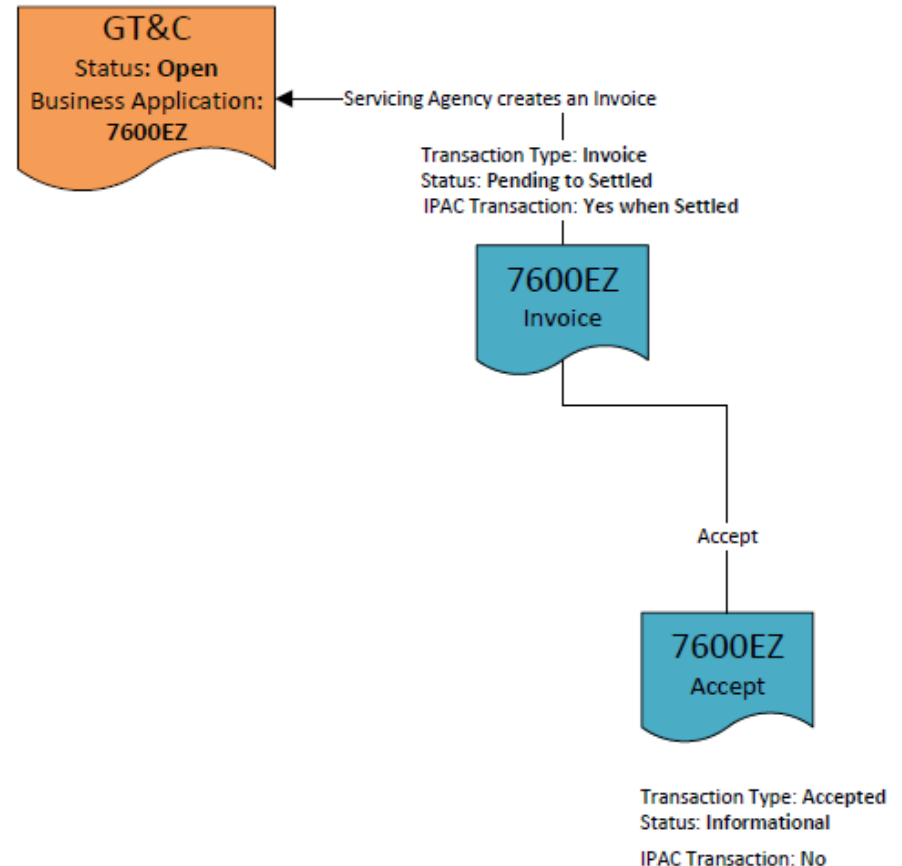 GT&C
Status: Open
Business Application:
7600EZ
Servicing Agency creates an Invoice
Transaction Type: Invoice
Status: Pending to Settled
IPAC Transaction: Yes when Settled
7600EZ
Invoice
Accept
7600EZ
Accept
Transaction Type: Accepted
Status: Informational
IPAC Transaction: No